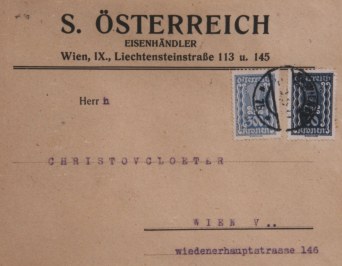 S. ÖSTERREICH
EISENHÄNDLER
Wien, IX., Liechtensteinstraße 113 u. 145
Herr h
CHRISTOVCLOETER
WIEN V..
wiedenerhauptstrasse 146